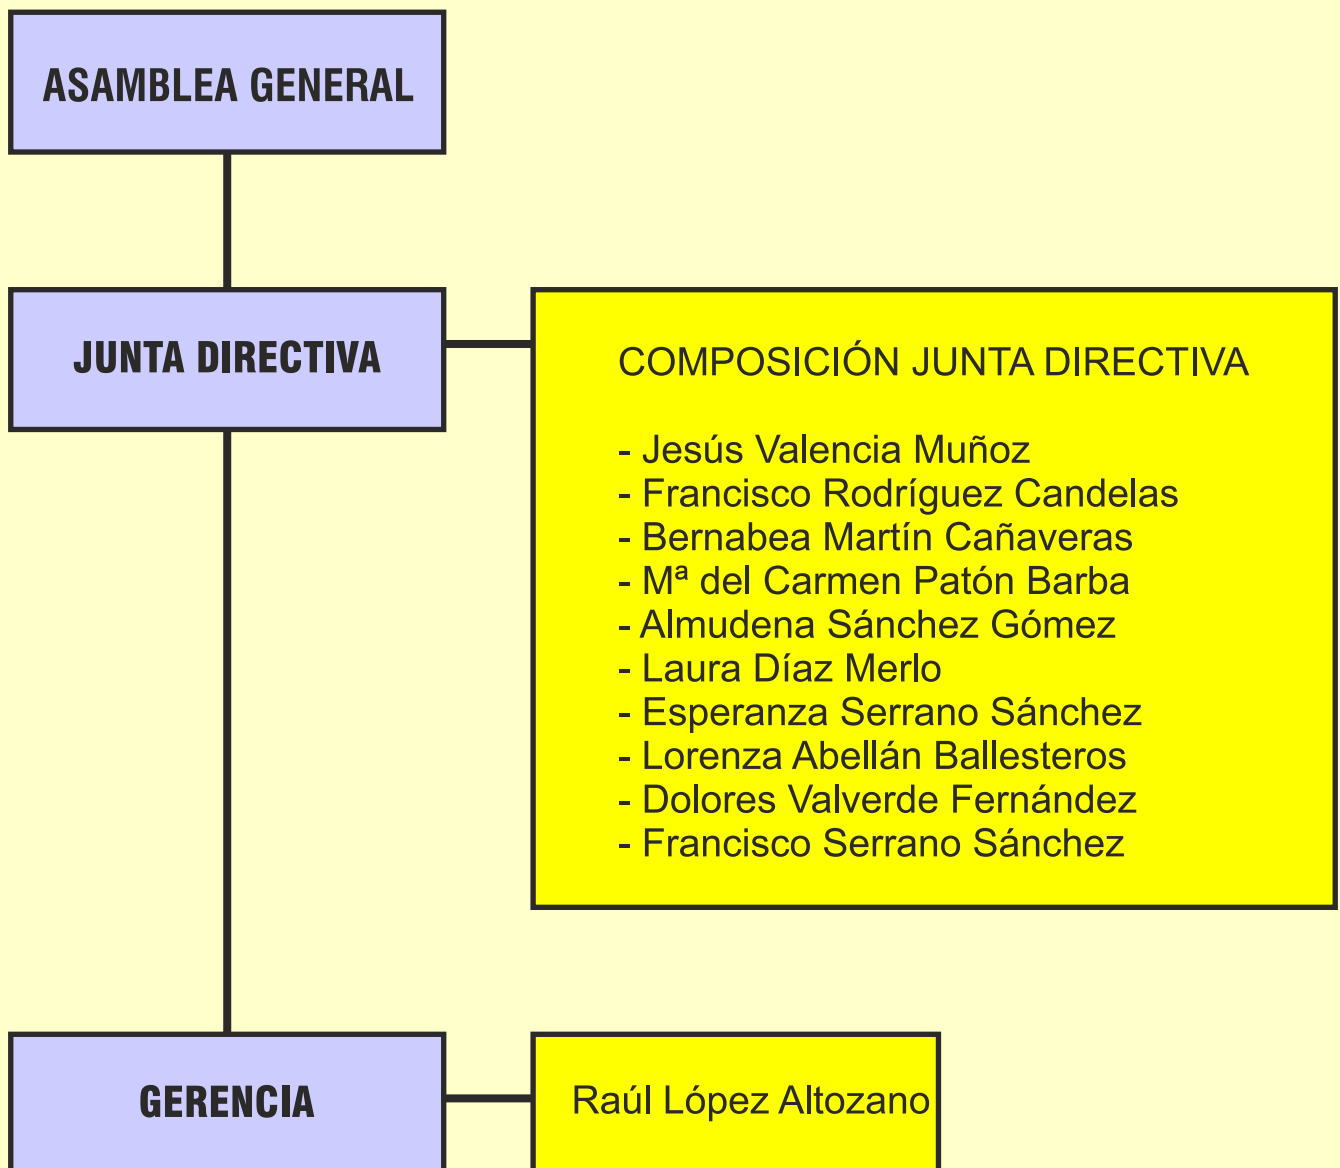 ASAMBLEA GENERAL
JUNTA DIRECTIVA
COMPOSICIÓN JUNTA DIRECTIVA
- Jesús Valencia Muñoz
- Francisco Rodríguez Candelas
- Bernabea Martín Cañaveras
- Mª del Carmen Patón Barba
- Almudena Sánchez Gómez
- Laura Díaz Merlo
- Esperanza Serrano Sánchez
- Lorenza Abellán Ballesteros
- Dolores Valverde Fernández
- Francisco Serrano Sánchez
GERENCIA
Raúl López Altozano